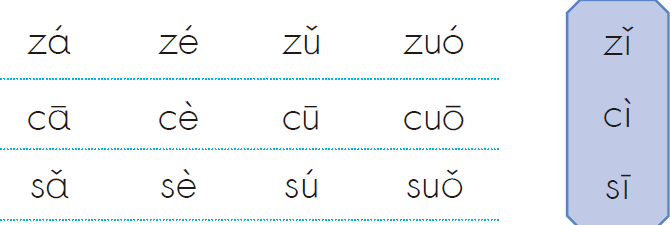 zá zé zǔ zuó zǐ
cā cè cū cuō cì
sǎ sè sú suǒ sī